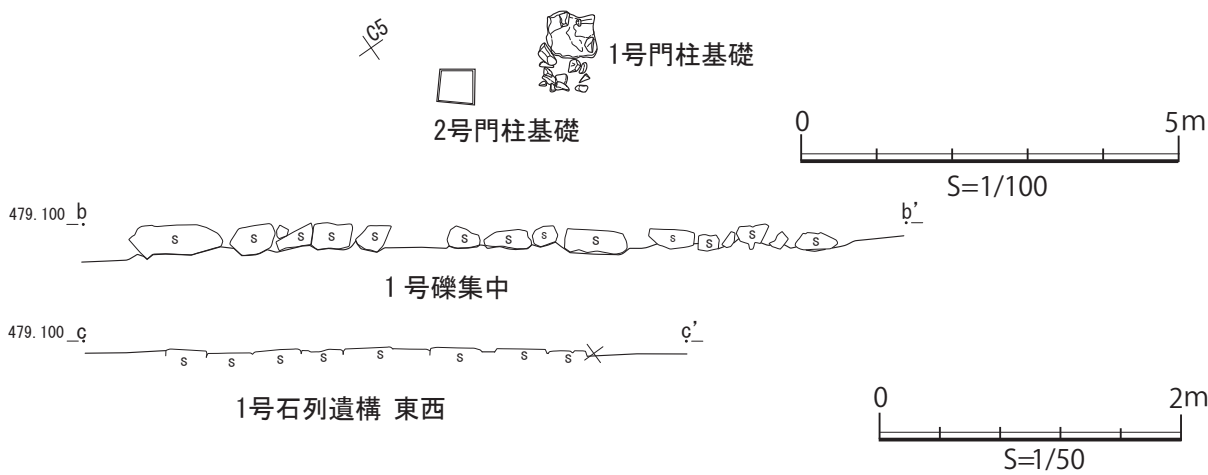 C5
1号門柱基礎
2号門柱基礎
0 5m
S=1/100
479.100 b b'
S S S S S S S S S S S S S
1号礫集中
479.100 c c'
S S S S S S S S
1号石列遺構 東西
0 2m
S=1/50